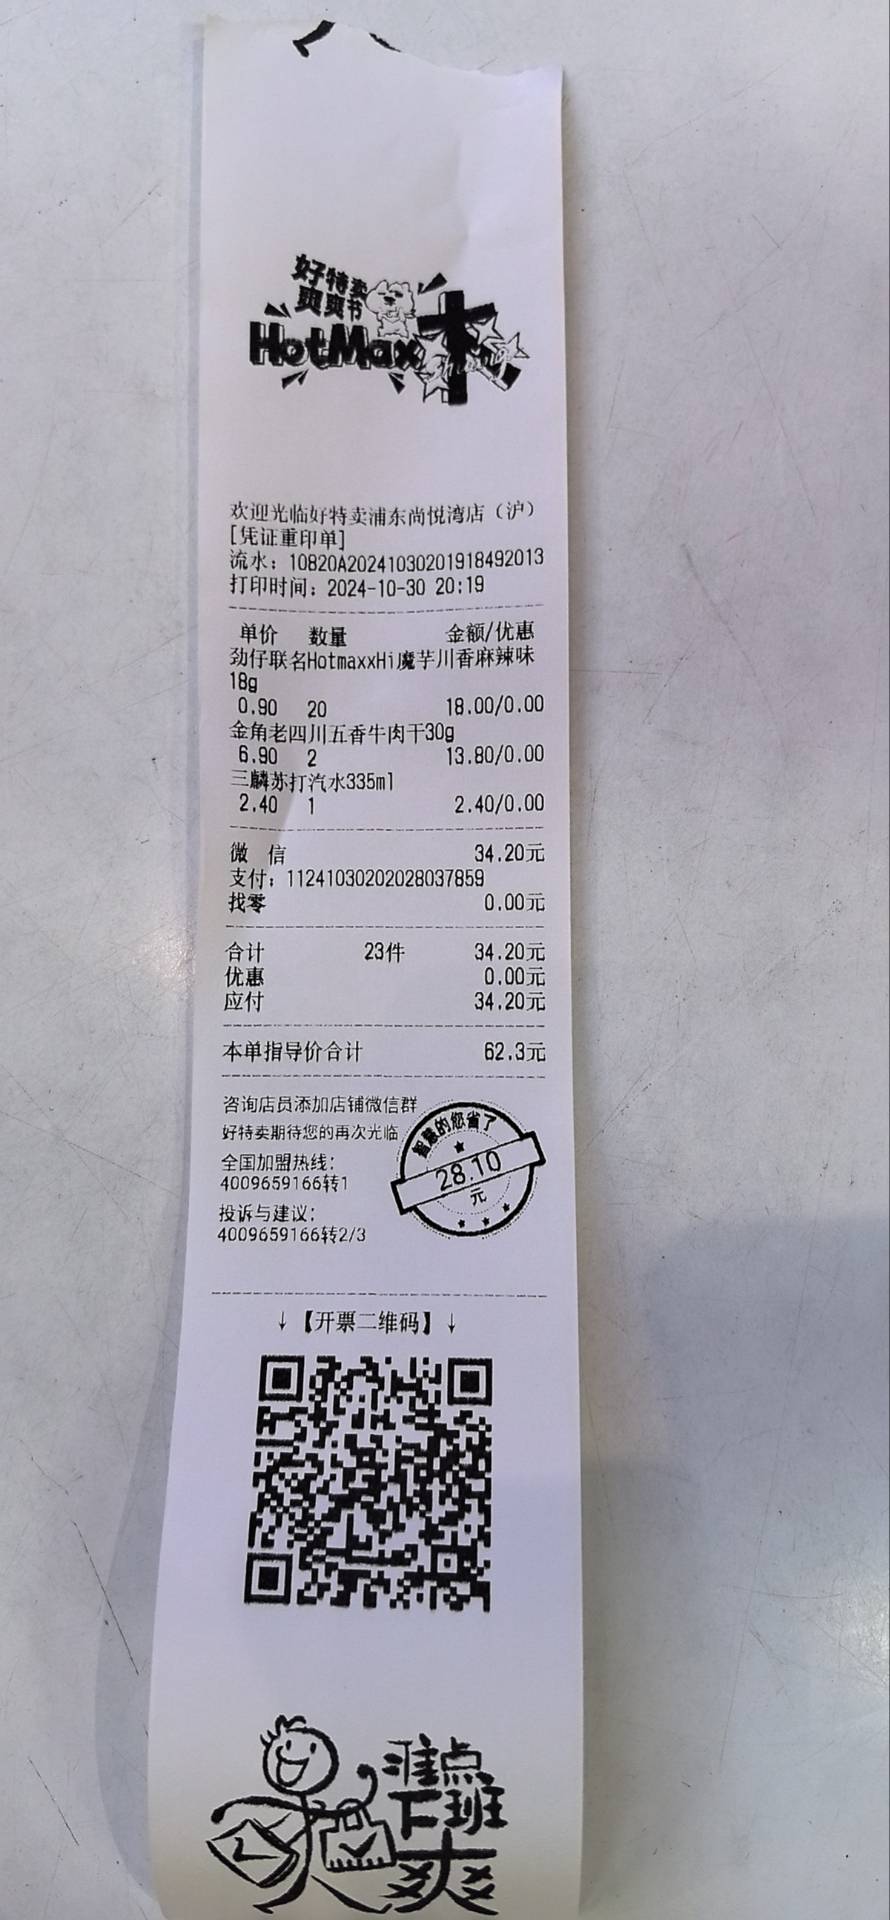 好特卖
爽爽节
HotMaxx
Shuang
欢迎光临好特卖浦东尚悦湾店（沪）
[凭证重印单]
流水：10820A20241030201918492013
打印时间：2024-10-30 20:19
单价 数量 金额/优惠
劲仔联名HotmaxxHi魔芋川香麻辣味
18g
0.90 20 18.00/0.00
金角老四川五香牛肉干30g
6.90 2 13.80/0.00
三麟苏打汽水335ml
2.40 1 2.40/0.00
微 信 34.20元
支付：11241030202028037859
找零 0.00元
合计 23件 34.20元
优惠 0.00元
应付 34.20元
本单指导价合计 62.3元
咨询店员添加店铺微信群
好特卖期待您的再次光临
全国加盟热线：
4009659166转1
投诉与建议：
4009659166转2/3
智慧的您省了
28.10
元
↓【开票二维码】↓
准点
下班
爽